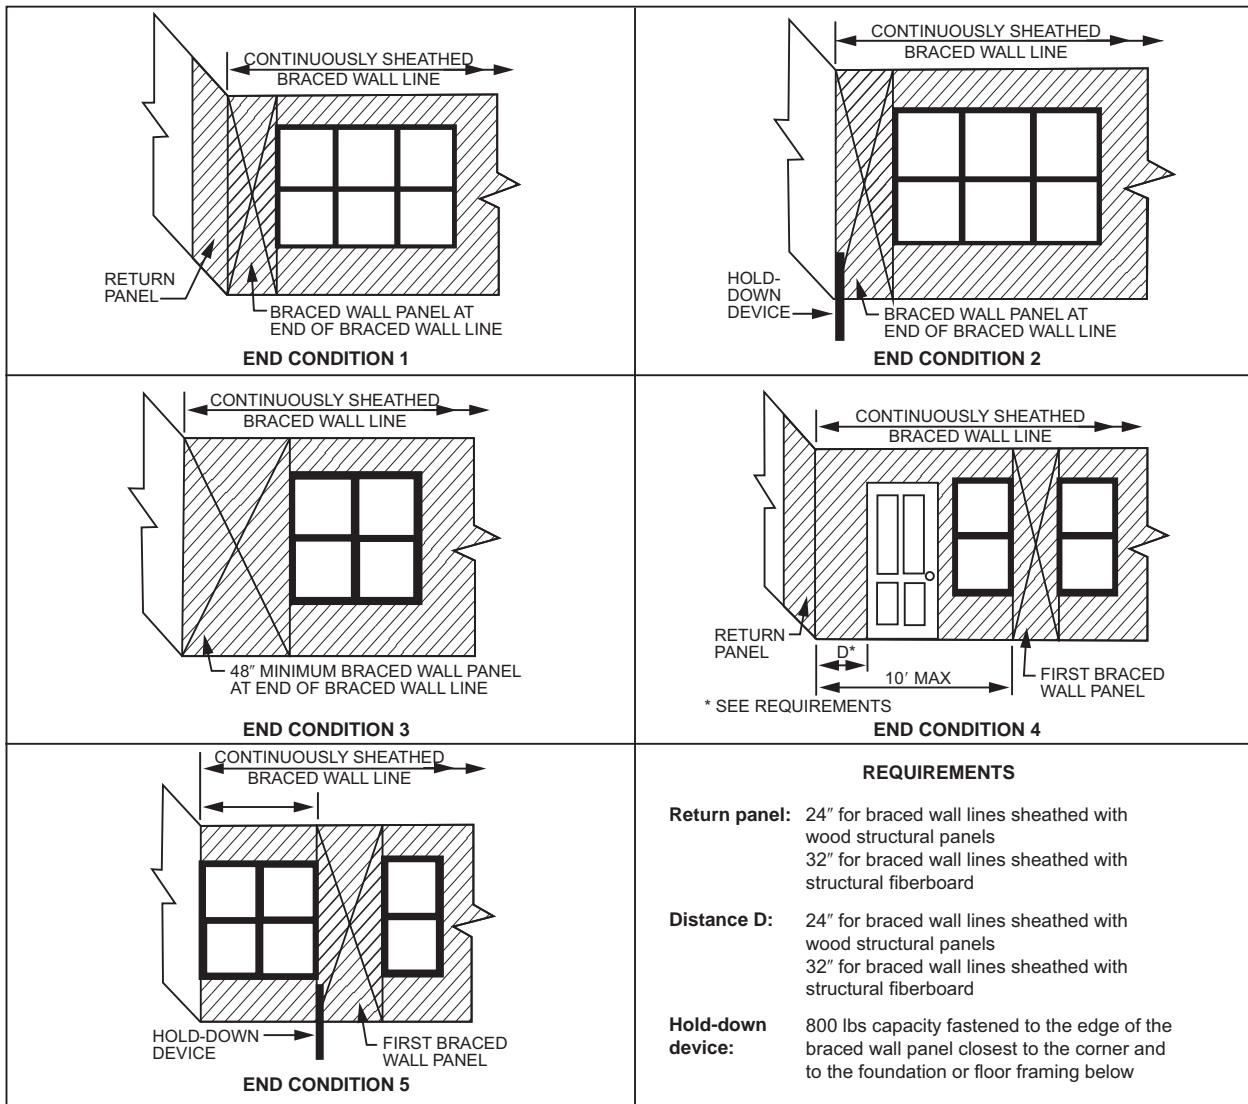 CONTINUOUSLY SHEATHED
BRACED WALL LINE
RETURN
PANEL
BRACED WALL PANEL AT
END OF BRACED WALL LINE
END CONDITION 1
CONTINUOUSLY SHEATHED
BRACED WALL LINE
HOLD-
DOWN
DEVICE
BRACED WALL PANEL AT
END OF BRACED WALL LINE
END CONDITION 2
CONTINUOUSLY SHEATHED
BRACED WALL LINE
48″ MINIMUM BRACED WALL PANEL
AT END OF BRACED WALL LINE
END CONDITION 3
CONTINUOUSLY SHEATHED
BRACED WALL LINE
RETURN
PANEL
D*
10′ MAX
FIRST BRACED
WALL PANEL
* SEE REQUIREMENTS
END CONDITION 4
CONTINUOUSLY SHEATHED
BRACED WALL LINE
HOLD-DOWN
DEVICE
FIRST BRACED
WALL PANEL
END CONDITION 5
REQUIREMENTS
Return panel: 24″ for braced wall lines sheathed with
wood structural panels
32″ for braced wall lines sheathed with
structural fiberboard
Distance D: 24″ for braced wall lines sheathed with
wood structural panels
32″ for braced wall lines sheathed with
structural fiberboard
Hold-down 800 lbs capacity fastened to the edge of the
device: braced wall panel closest to the corner and
to the foundation or floor framing below